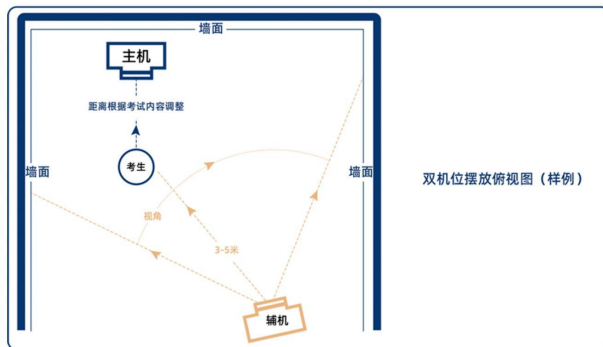 墙面
主机
距离根据考试内容调整
考生
墙面
墙面
双机位摆放俯视图（样例）
视角
3-5米
辅机